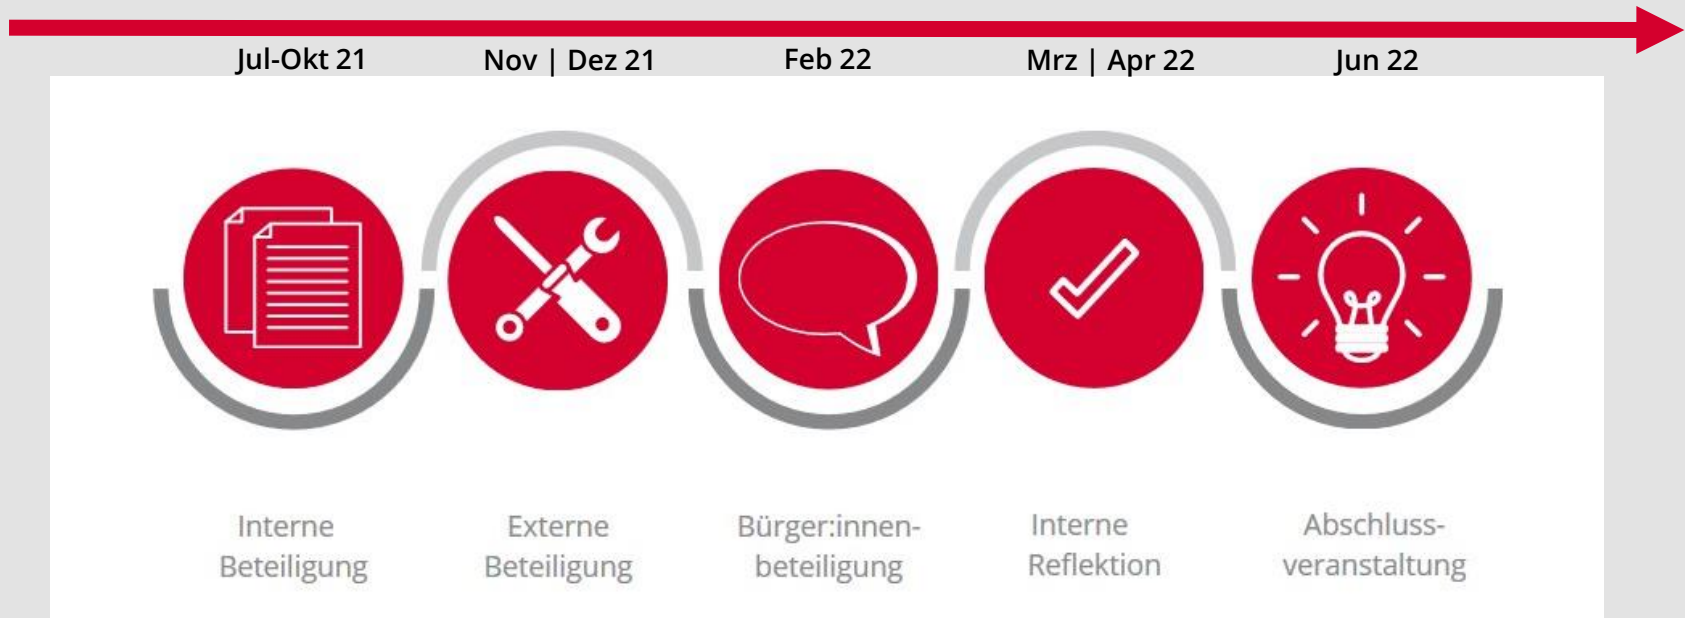 Jul-Okt 21
Nov | Dez 21
Feb 22
Mrz | Apr 22
Jun 22
Interne
Beteiligung
Externe
Beteiligung
Bürger:innen-
beteiligung
Interne
Reflektion
Abschluss-
veranstaltung